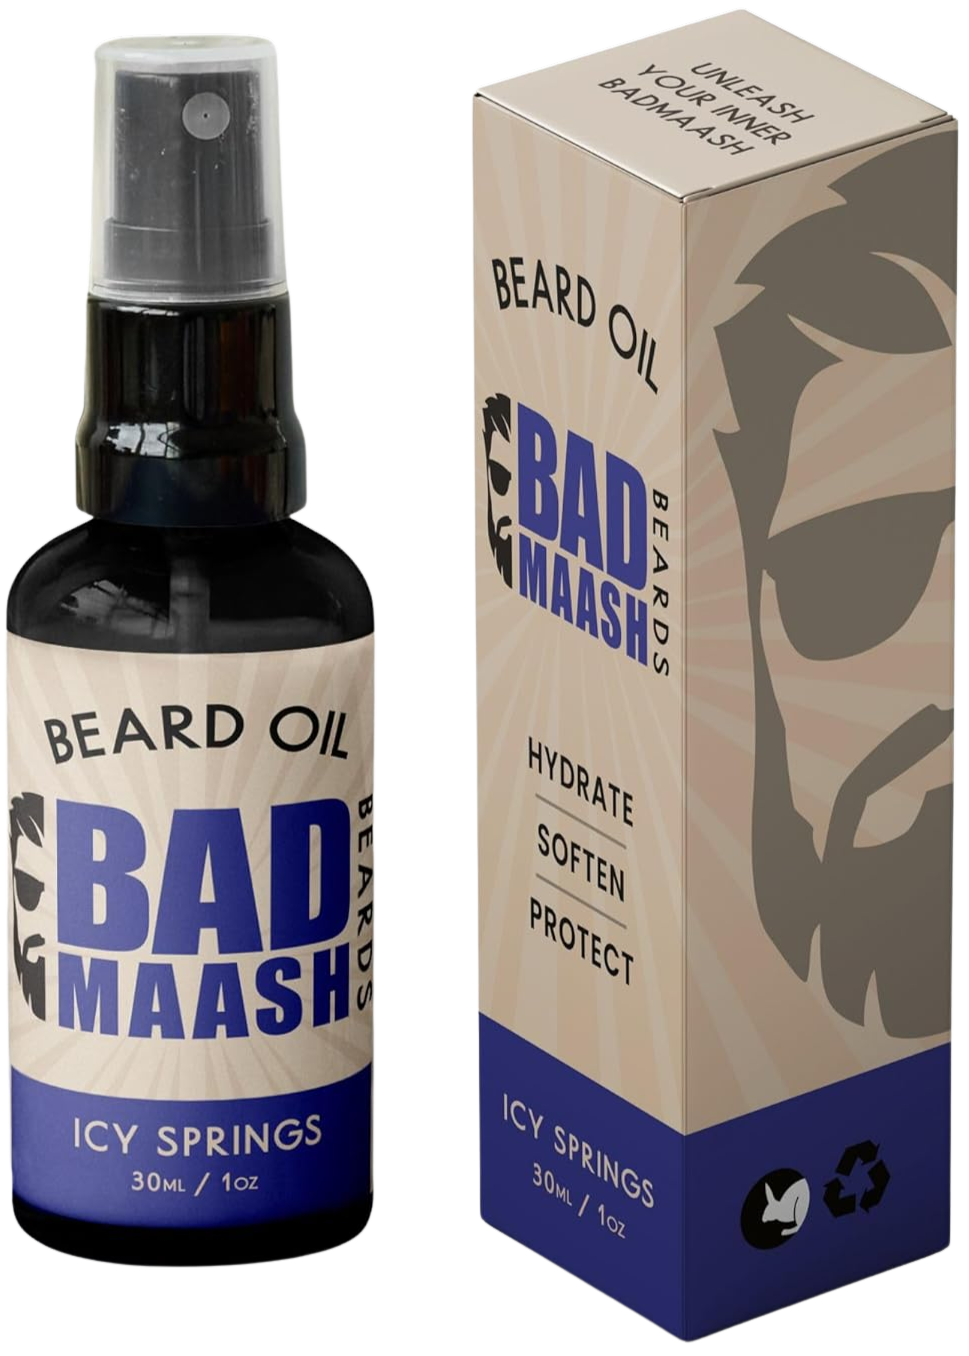 BEARD OIL
BAD
MAASH
BEARDS
ICY SPRINGS
30ML / 1OZ
UNLEASH
YOUR INNER
BADMAASH
BEARD OIL
BAD
MAASH
BEARDS
HYDRATE
SOFTEN
PROTECT
ICY SPRINGS
30ML / 1OZ